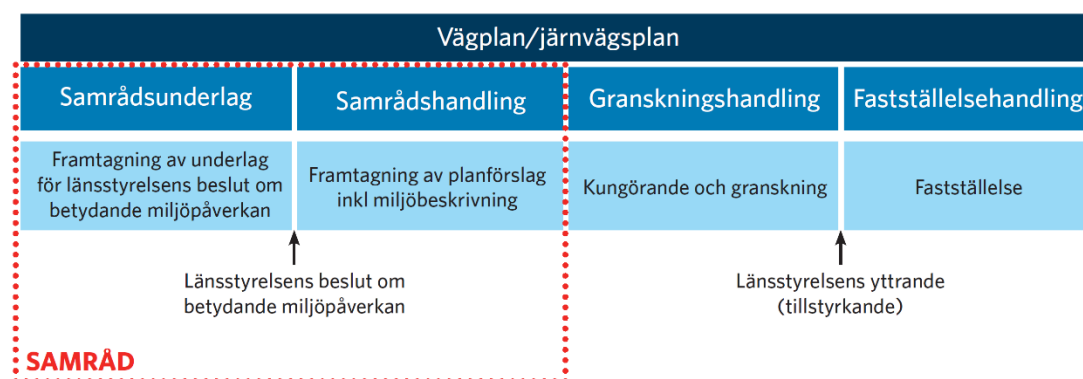 Vägplan/järnvägsplan
Samrådsunderlag
Samrådshandling
Granskningshandling
Fastställelsehandling
Framtagning av underlag
för länsstyrelsens beslut om
betydande miljöpåverkan
Framtagning av planförslag
inkl miljöbeskrivning
Kungörande och granskning
Fastställelse
Länsstyrelsens beslut om
betydande miljöpåverkan
Länsstyrelsens yttrande
(tillstyrkande)
SAMRÅD